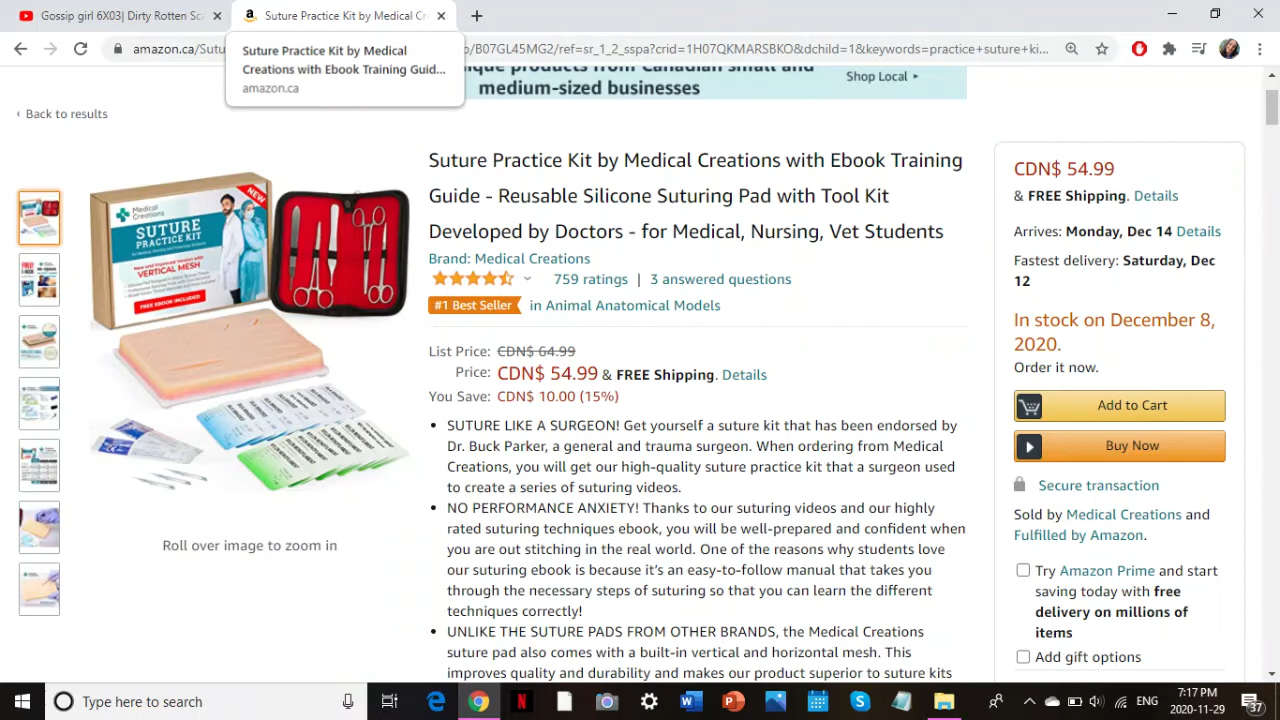 Gossip girl 6X03| Dirty Rotten Sca
Suture Practice Kit by Medical Cr
amazon.ca/Sutu
p/B07GL45MG2/ref=sr_1_2_sspa?crid=1H07QKMARSBKO&dchild=1&keywords=practice+suture+ki...
Suture Practice Kit by Medical
Creations with Ebook Training Guid...
amazon.ca
que products from Canadian small and
medium-sized businesses
Shop Local ▸
‹ Back to results
Suture Practice Kit by Medical Creations with Ebook Training
Guide - Reusable Silicone Suturing Pad with Tool Kit
Developed by Doctors - for Medical, Nursing, Vet Students
Brand: Medical Creations
759 ratings | 3 answered questions
#1 Best Seller in Animal Anatomical Models
List Price: CDN$ 64.99
Price: CDN$ 54.99 & FREE Shipping. Details
You Save: CDN$ 10.00 (15%)
• SUTURE LIKE A SURGEON! Get yourself a suture kit that has been endorsed by
Dr. Buck Parker, a general and trauma surgeon. When ordering from Medical
Creations, you will get our high-quality suture practice kit that a surgeon used
to create a series of suturing videos.
• NO PERFORMANCE ANXIETY! Thanks to our suturing videos and our highly
rated suturing techniques ebook, you will be well-prepared and confident when
you are out stitching in the real world. One of the reasons why students love
our suturing ebook is because it's an easy-to-follow manual that takes you
through the necessary steps of suturing so that you can learn the different
techniques correctly!
• UNLIKE THE SUTURE PADS FROM OTHER BRANDS, the Medical Creations
suture pad also comes with a built-in vertical and horizontal mesh. This
improves quality and durability and makes our product superior to suture kits
Medical
Creations
NEW
SUTURE
PRACTICE KIT
New and Improved Version with
VERTICAL MESH
FREE EBOOK INCLUDED
Roll over image to zoom in
CDN$ 54.99
& FREE Shipping. Details
Arrives: Monday, Dec 14 Details
Fastest delivery: Saturday, Dec
12
In stock on December 8,
2020.
Order it now.
Add to Cart
Buy Now
Secure transaction
Sold by Medical Creations and
Fulfilled by Amazon.
Try Amazon Prime and start
saving today with free
delivery on millions of
items
Add gift options
Type here to search
ENG
7:17 PM
2020-11-29
37